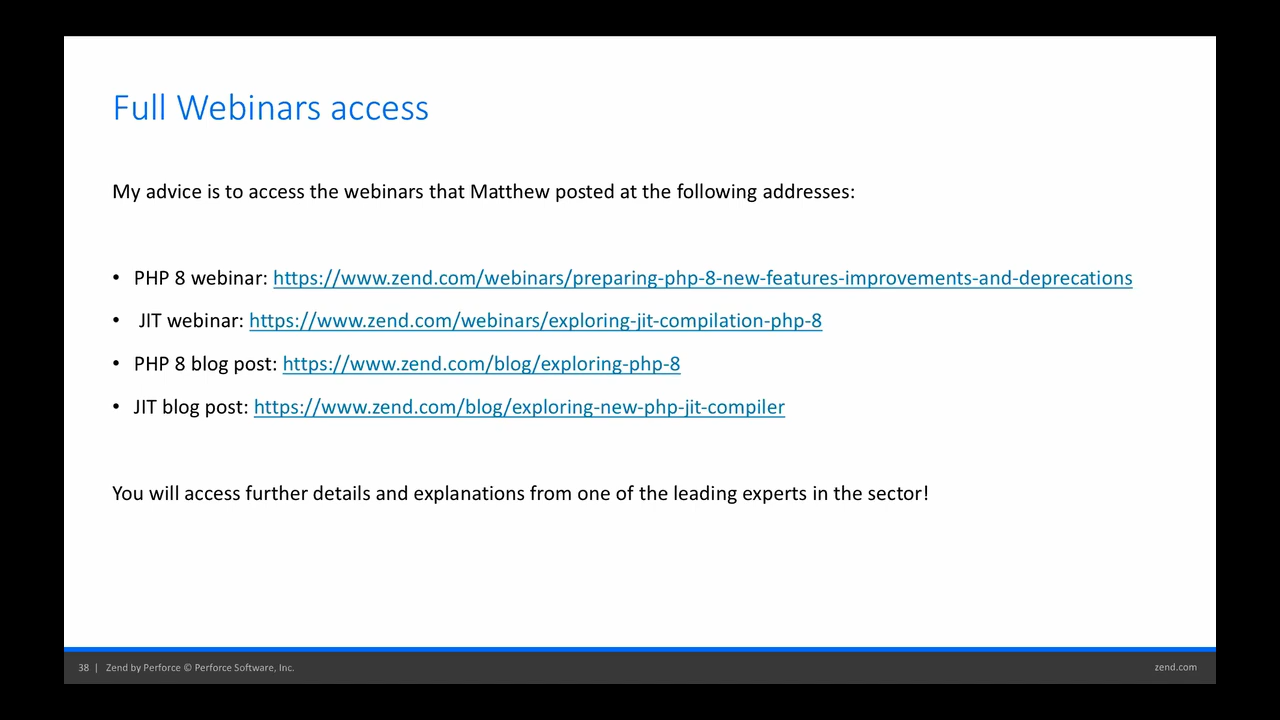 Full Webinars access
My advice is to access the webinars that Matthew posted at the following addresses:
• PHP 8 webinar: https://www.zend.com/webinars/preparing-php-8-new-features-improvements-and-deprecations
• JIT webinar: https://www.zend.com/webinars/exploring-jit-compilation-php-8
• PHP 8 blog post: https://www.zend.com/blog/exploring-php-8
• JIT blog post: https://www.zend.com/blog/exploring-new-php-jit-compiler
You will access further details and explanations from one of the leading experts in the sector!
38 | Zend by Perforce © Perforce Software, Inc.
zend.com